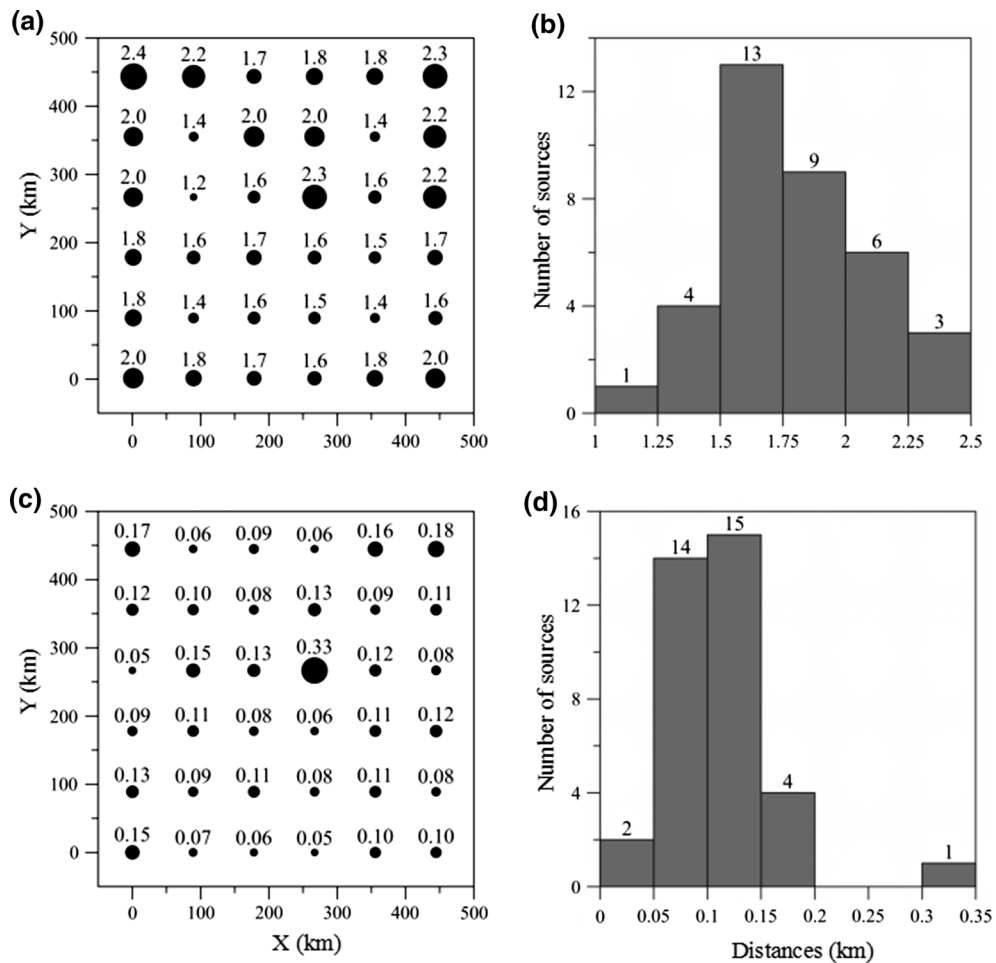 (a)
500
400
300
200
100
0
Y (km)
2.4 2.2 1.7 1.8 1.8 2.3
2.0 1.4 2.0 2.0 1.4 2.2
2.0 1.2 1.6 2.3 1.6 2.2
1.8 1.6 1.7 1.6 1.5 1.7
1.8 1.4 1.6 1.5 1.4 1.6
2.0 1.8 1.7 1.6 1.8 2.0
0 100 200 300 400 500
(b)
12
8
4
0
Number of sources
1 4 13 9 6 3
1 1.25 1.5 1.75 2 2.25 2.5
(c)
500
400
300
200
100
0
Y (km)
0.17 0.06 0.09 0.06 0.16 0.18
0.12 0.10 0.08 0.13 0.09 0.11
0.05 0.15 0.13 0.33 0.12 0.08
0.09 0.11 0.08 0.06 0.11 0.12
0.13 0.09 0.11 0.08 0.11 0.08
0.15 0.07 0.06 0.05 0.10 0.10
0 100 200 300 400 500
X (km)
(d)
16
12
8
4
0
Number of sources
2 14 15 4 1
0 0.05 0.1 0.15 0.2 0.25 0.3 0.35
Distances (km)